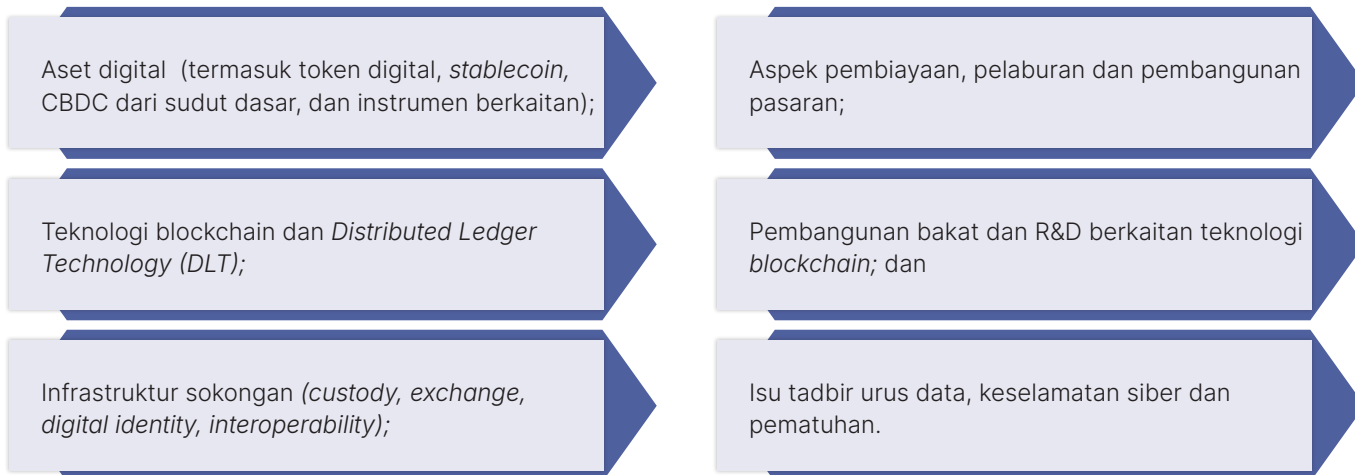 Aset digital (termasuk token digital, stablecoin,
CBDC dari sudut dasar, dan instrumen berkaitan);
Teknologi blockchain dan Distributed Ledger
Technology (DLT);
Infrastruktur sokongan (custody, exchange,
digital identity, interoperability);
Aspek pembiayaan, pelaburan dan pembangunan
pasaran;
Pembangunan bakat dan R&D berkaitan teknologi
blockchain; dan
Isu tadbir urus data, keselamatan siber dan
pematuhan.